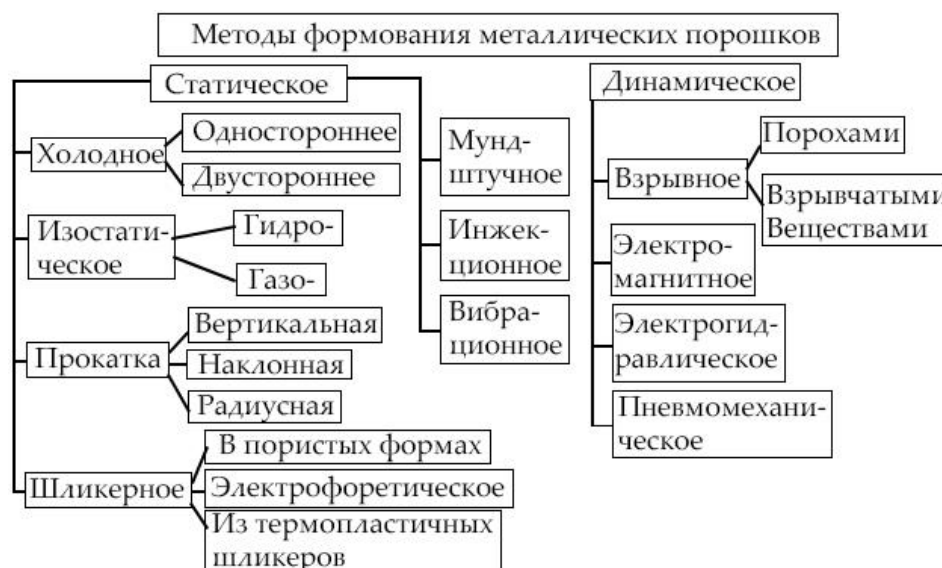 Методы формования металлических порошков
Статическое
Холодное
Одностороннее
Двустороннее
Изостати-
ческое
Гидро-
Газо-
Прокатка
Вертикальная
Наклонная
Радиусная
Шликерное
В пористых формах
Электрофоретическое
Из термопластичных
шликеров
Мунд-
штучное
Инжек-
ционное
Вибра-
ционное
Динамическое
Взрывное
Порохами
Взрывчатыми
Веществами
Электро-
магнитное
Электрогид-
равлическое
Пневмомехани-
ческое